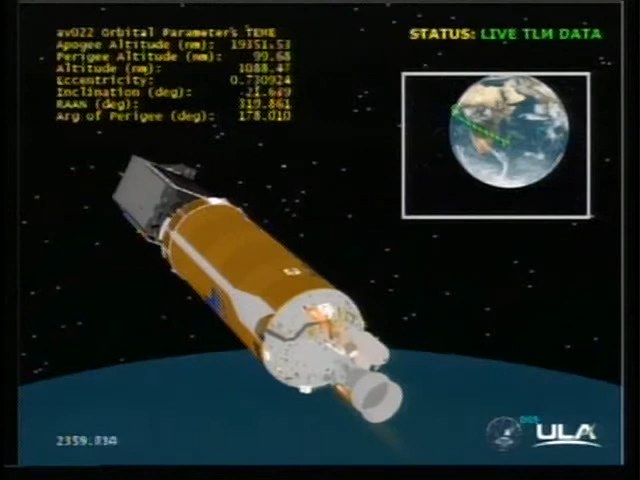 av022 Orbital Parameters TEME
Apogee Altitude (nm): 19351.53
Perigee Altitude (nm): 99.68
Altitude (nm): 1088.47
Eccentricity: 0.730924
Inclination (deg): 21.639
RAAN (deg): 319.861
Arg of Perigee (deg): 178.010
STATUS: LIVE TLM DATA
2359.030
ULA